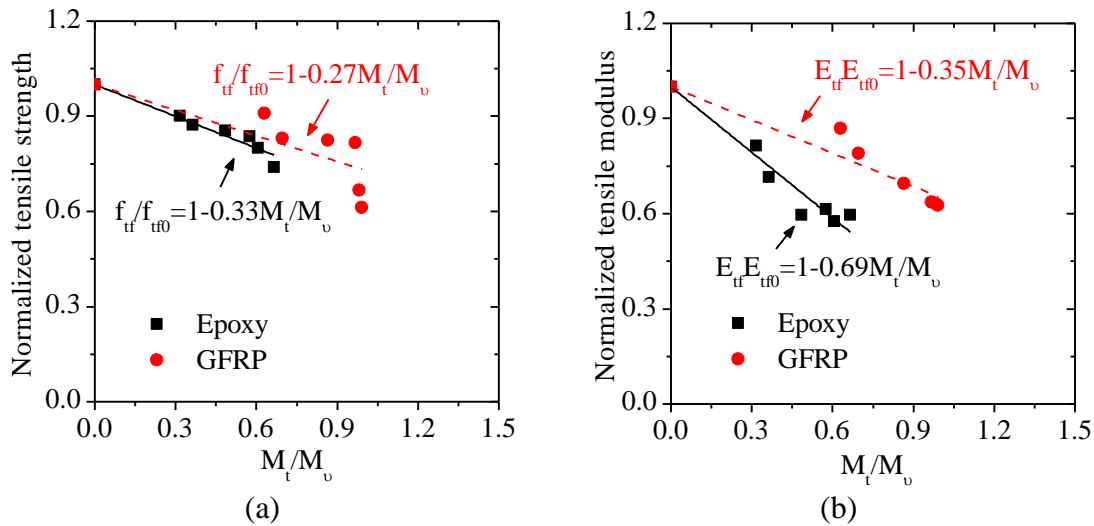 Normalized tensile strength
1.2
0.9
0.6
0.3
0.0
f_tf/f_tf0=1-0.27M_t/M_υ
f_tf/f_tf0=1-0.33M_t/M_υ
Epoxy
GFRP
0.0 0.3 0.6 0.9 1.2 1.5
M_t/M_υ
(a)
Normalized tensile modulus
1.2
0.9
0.6
0.3
0.0
E_tfE_tf0=1-0.35M_t/M_υ
E_tfE_tf0=1-0.69M_t/M_υ
Epoxy
GFRP
0.0 0.3 0.6 0.9 1.2 1.5
M_t/M_υ
(b)